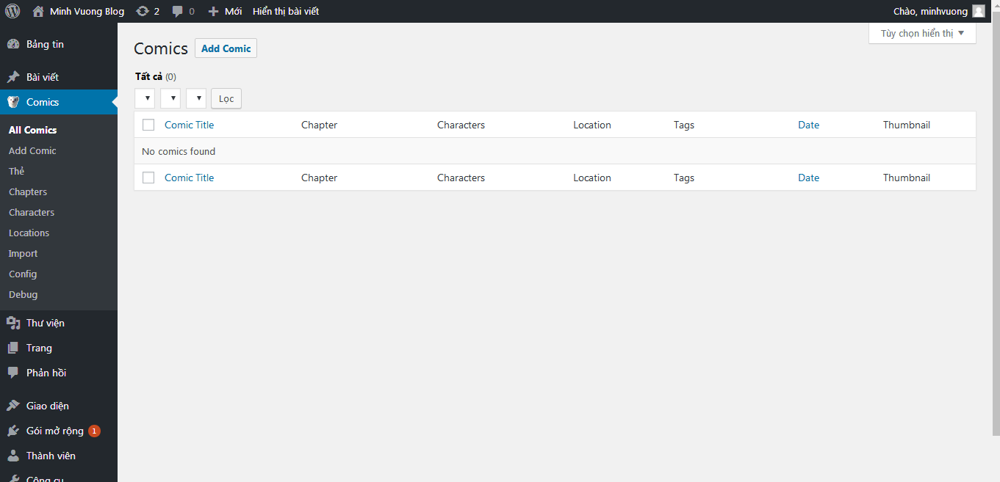 Minh Vuong Blog 2 0 Mới Hiển thị bài viết Chào, minhvuong
Tùy chọn hiển thị ▼
Bảng tin
Bài viết
Comics
All Comics
Add Comic
Thẻ
Chapters
Characters
Locations
Import
Config
Debug
Thư viện
Trang
Phản hồi
Giao diện
Gói mở rộng 1
Thành viên
Công cụ
Comics Add Comic
Tất cả (0)
Lọc
Comic Title Chapter Characters Location Tags Date Thumbnail
No comics found
Comic Title Chapter Characters Location Tags Date Thumbnail